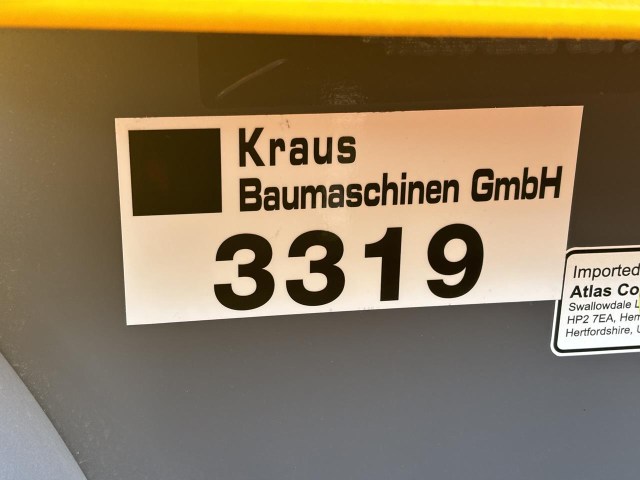 Kraus
Baumaschinen GmbH
3319
Imported
Atlas Co
Swallowdale L
HP2 7EA, Hem
Hertfordshire, U